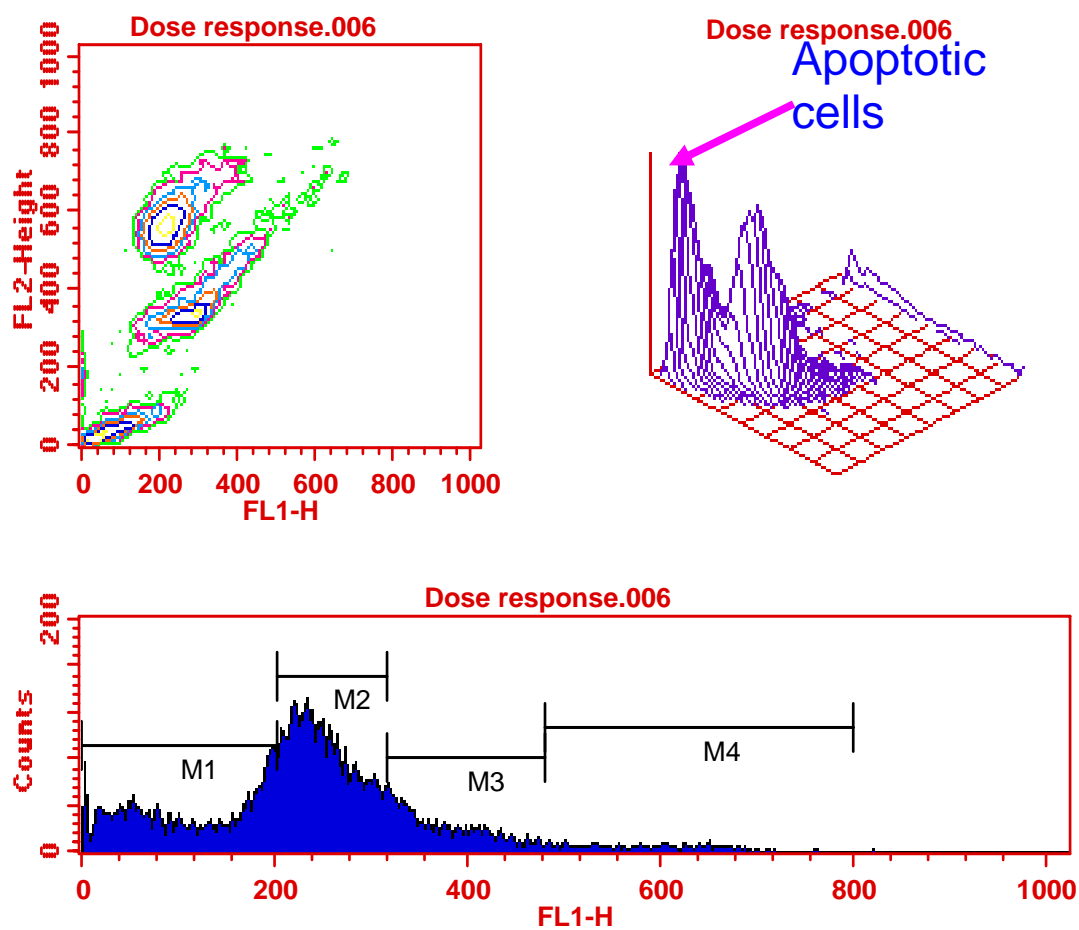 Dose response.006
1000
800
600
400
200
0
FL2-Height
0 200 400 600 800 1000
FL1-H
Dose response.006
Apoptotic
cells
Dose response.006
200
0
Counts
M1
M2
M3
M4
0 200 400 600 800 1000
FL1-H